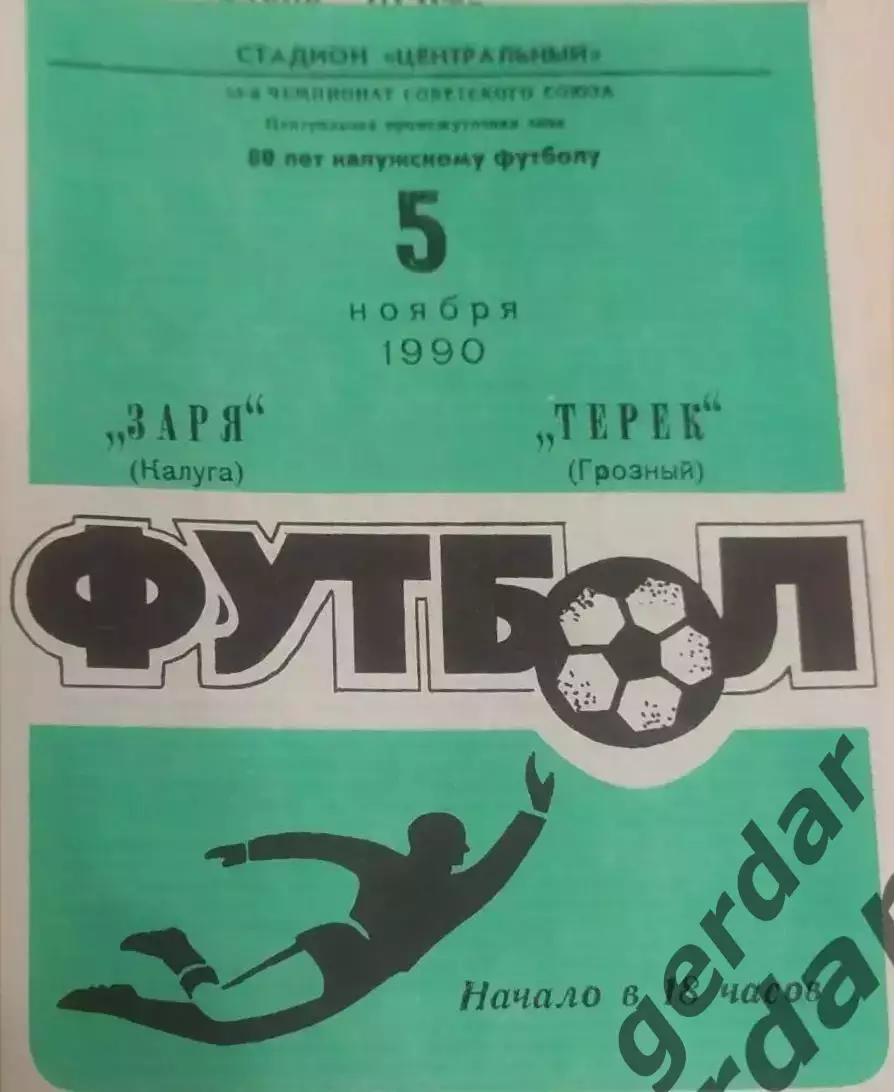 СТАДИОН «ЦЕНТРАЛЬНЫЙ»
ЧЕМПИОНАТ СОВЕТСКОГО СОЮЗА
80 лет калужскому футболу
5
ноября
1990
„ЗАРЯ“
(Калуга)
„ТЕРЕК“
(Грозный)
ФУТБОЛ
Начало в 18 часов
gerdar
gerdar